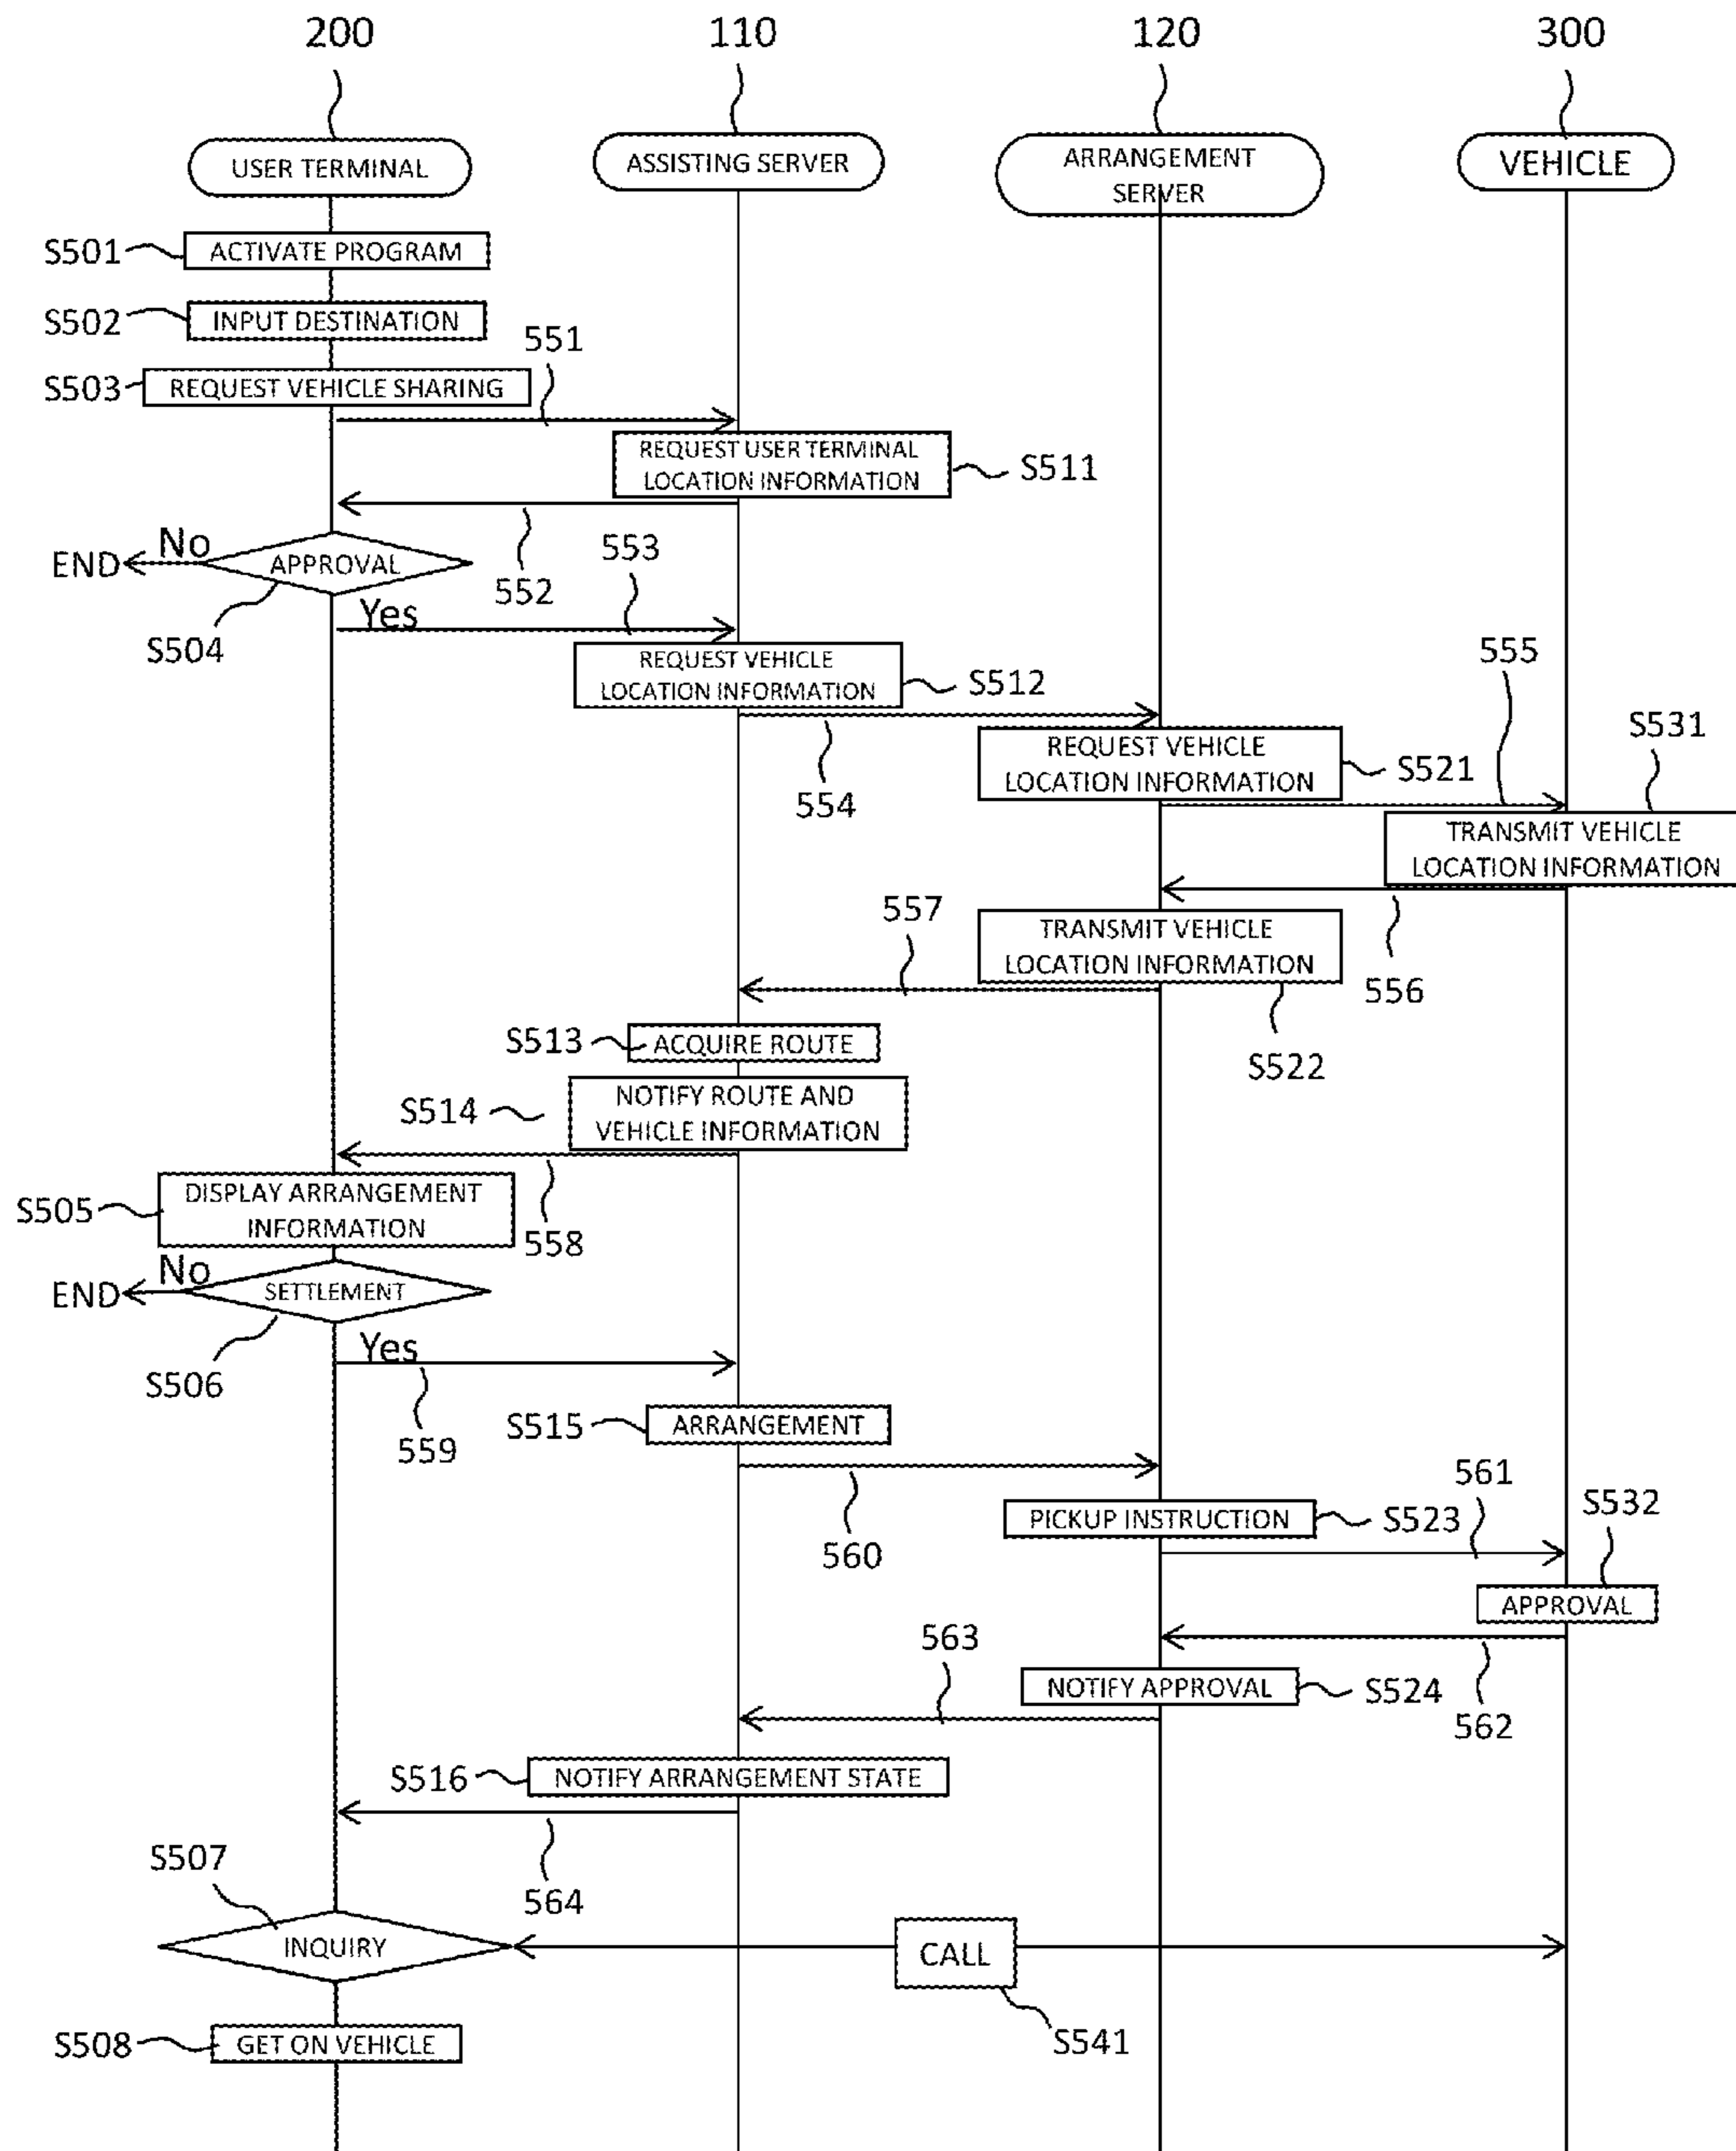 200
110
120
300
USER TERMINAL
ASSISTING SERVER
ARRANGEMENT
SERVER
VEHICLE
S501
ACTIVATE PROGRAM
S502
INPUT DESTINATION
551
S503
REQUEST VEHICLE SHARING
REQUEST USER TERMINAL
LOCATION INFORMATION
S511
END
No
APPROVAL
552
553
S504
Yes
REQUEST VEHICLE
LOCATION INFORMATION
S512
555
554
REQUEST VEHICLE
LOCATION INFORMATION
S521
S531
TRANSMIT VEHICLE
LOCATION INFORMATION
557
TRANSMIT VEHICLE
LOCATION INFORMATION
556
S522
S513
ACQUIRE ROUTE
S514
NOTIFY ROUTE AND
VEHICLE INFORMATION
S505
DISPLAY ARRANGEMENT
INFORMATION
558
END
No
SETTLEMENT
S506
Yes
559
S515
ARRANGEMENT
560
561
PICKUP INSTRUCTION
S523
S532
APPROVAL
563
NOTIFY APPROVAL
S524
562
S516
NOTIFY ARRANGEMENT STATE
564
S507
INQUIRY
CALL
S541
S508
GET ON VEHICLE